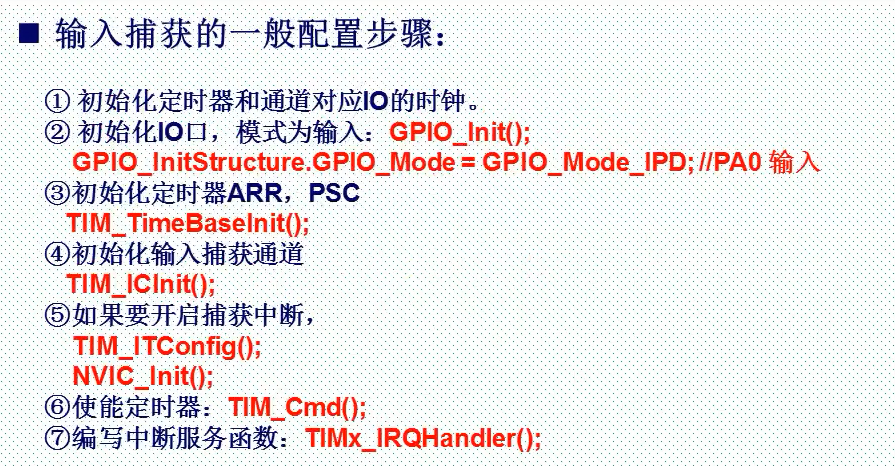 ■ 输入捕获的一般配置步骤：
① 初始化定时器和通道对应IO的时钟。
② 初始化IO口，模式为输入：GPIO_Init();
GPIO_InitStructure.GPIO_Mode = GPIO_Mode_IPD; //PA0 输入
③初始化定时器ARR，PSC
TIM_TimeBaseInit();
④初始化输入捕获通道
TIM_ICInit();
⑤如果要开启捕获中断，
TIM_ITConfig();
NVIC_Init();
⑥使能定时器：TIM_Cmd();
⑦编写中断服务函数：TIMx_IRQHandler();